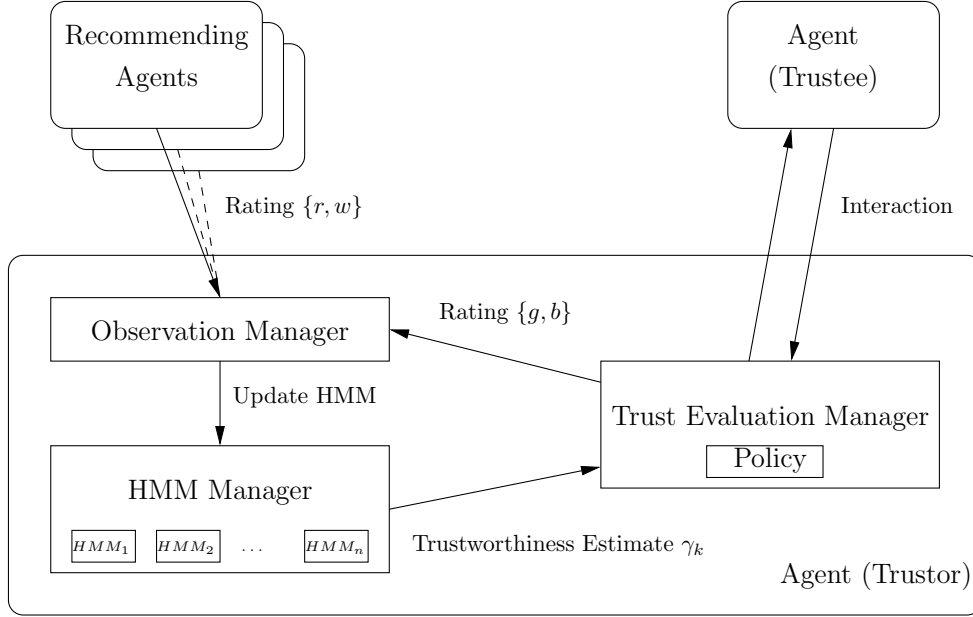 Recommending
Agents
Agent
(Trustee)
Rating {r, w}
Interaction
Rating {g, b}
Observation Manager
Update HMM
Trust Evaluation Manager
Policy
HMM Manager
HMM₁ HMM₂ ... HMMₙ
Trustworthiness Estimate γₖ
Agent (Trustor)